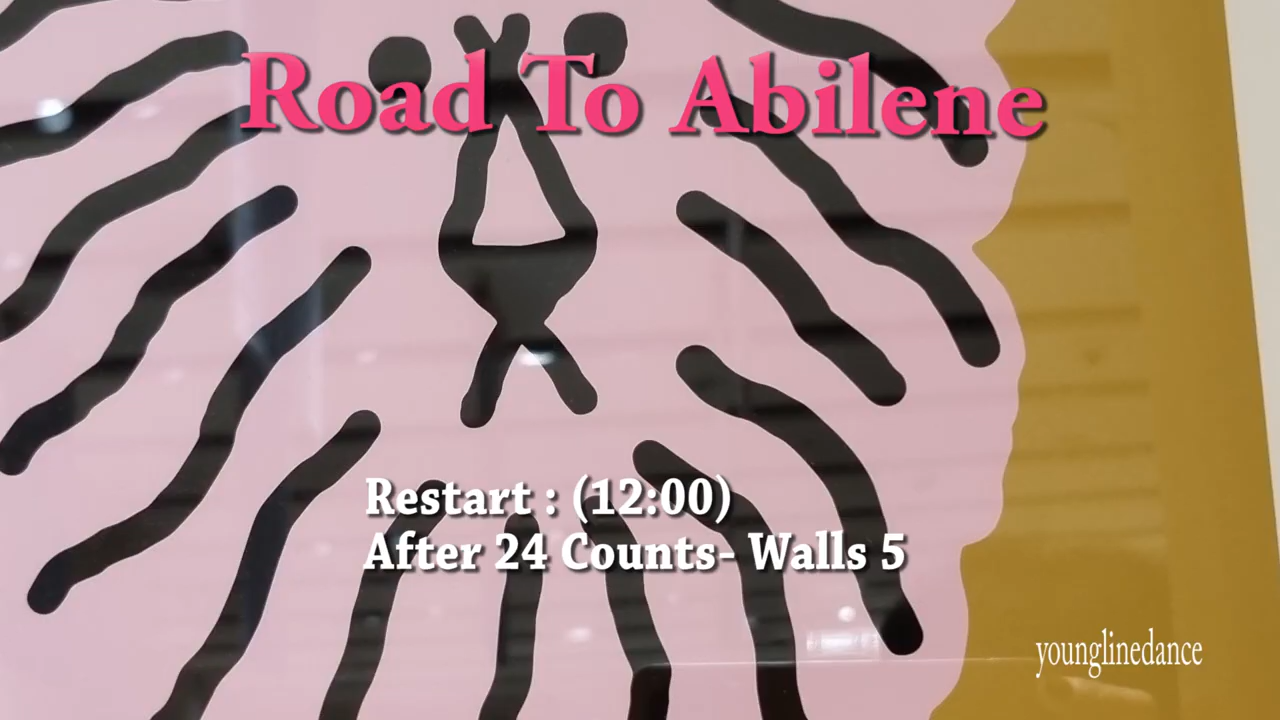 Road To Abilene
Restart : (12:00)
After 24 Counts- Walls 5
younglinedance